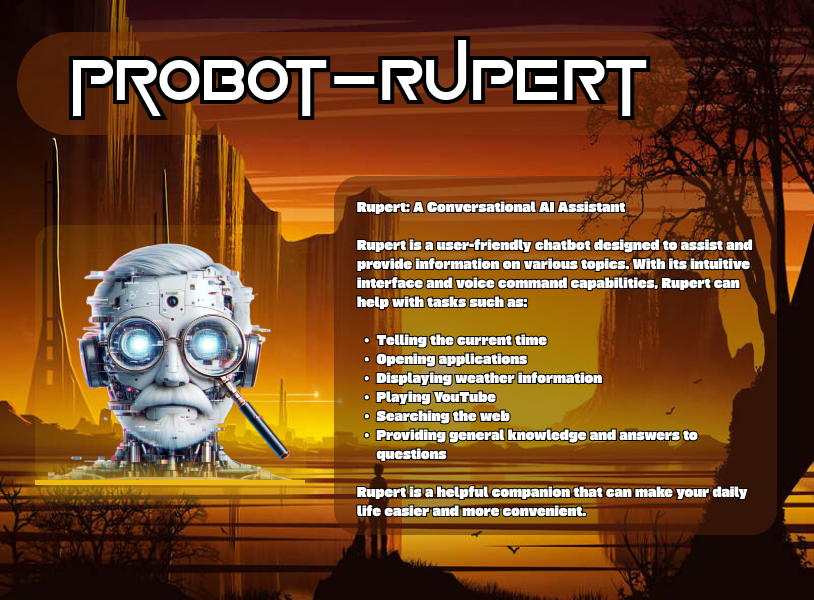 PROBOT-RUPERT
Rupert: A Conversational AI Assistant
Rupert is a user-friendly chatbot designed to assist and
provide information on various topics. With its intuitive
interface and voice command capabilities, Rupert can
help with tasks such as:
• Telling the current time
• Opening applications
• Displaying weather information
• Playing YouTube
• Searching the web
• Providing general knowledge and answers to
questions
Rupert is a helpful companion that can make your daily
life easier and more convenient.